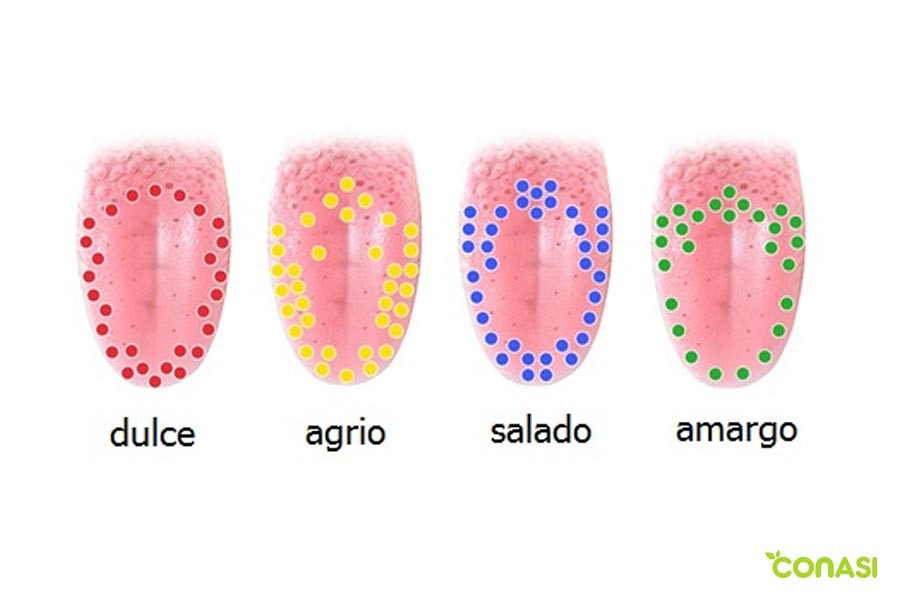 dulce
agrio
salado
amargo
CONASI